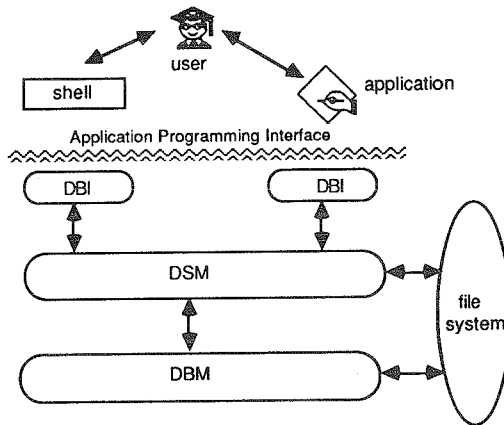 user
shell
application
Application Programming Interface
DBI
DBI
DSM
file
system
DBM